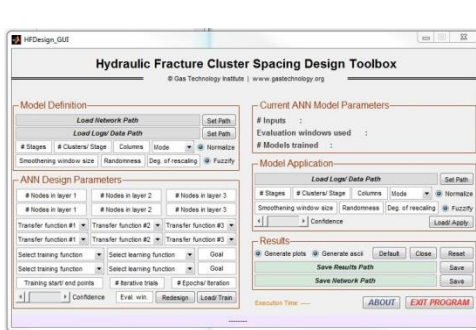 HFDesign_GUI
Hydraulic Fracture Cluster Spacing Design Toolbox
© Gas Technology Institute | www.gastechnology.org
Model Definition
Load Network Path Set Path
Load Logs/ Data Path Set Path
# Stages # Clusters/ Stage Columns Mode Normalize
Smoothening window size Randomness Deg. of rescaling Fuzzify
ANN Design Parameters
# Nodes in layer 1 # Nodes in layer 2 # Nodes in layer 3
# Nodes in layer 1 # Nodes in layer 2 # Nodes in layer 3
Transfer function #1 Transfer function #2 Transfer function #3
Transfer function #1 Transfer function #2 Transfer function #3
Select training function Select learning function Goal
Select training function Select learning function Goal
Training start/ end points # Iterative trials # Epochs/ Iteration
Confidence Eval. win. Redesign Load/ Train
Current ANN Model Parameters
# Inputs :
Evaluation windows used :
# Models trained :
Model Application
Load Logs/ Data Path Set Path
# Stages # Clusters/ Stage Columns Mode Normalize
Smoothening window size Randomness Deg. of rescaling Fuzzify
Confidence Load/ Apply
Results
Generate plots Generate ascii Default Close Reset
Save Results Path Save
Save Network Path Save
Execution Time ---- ABOUT EXIT PROGRAM